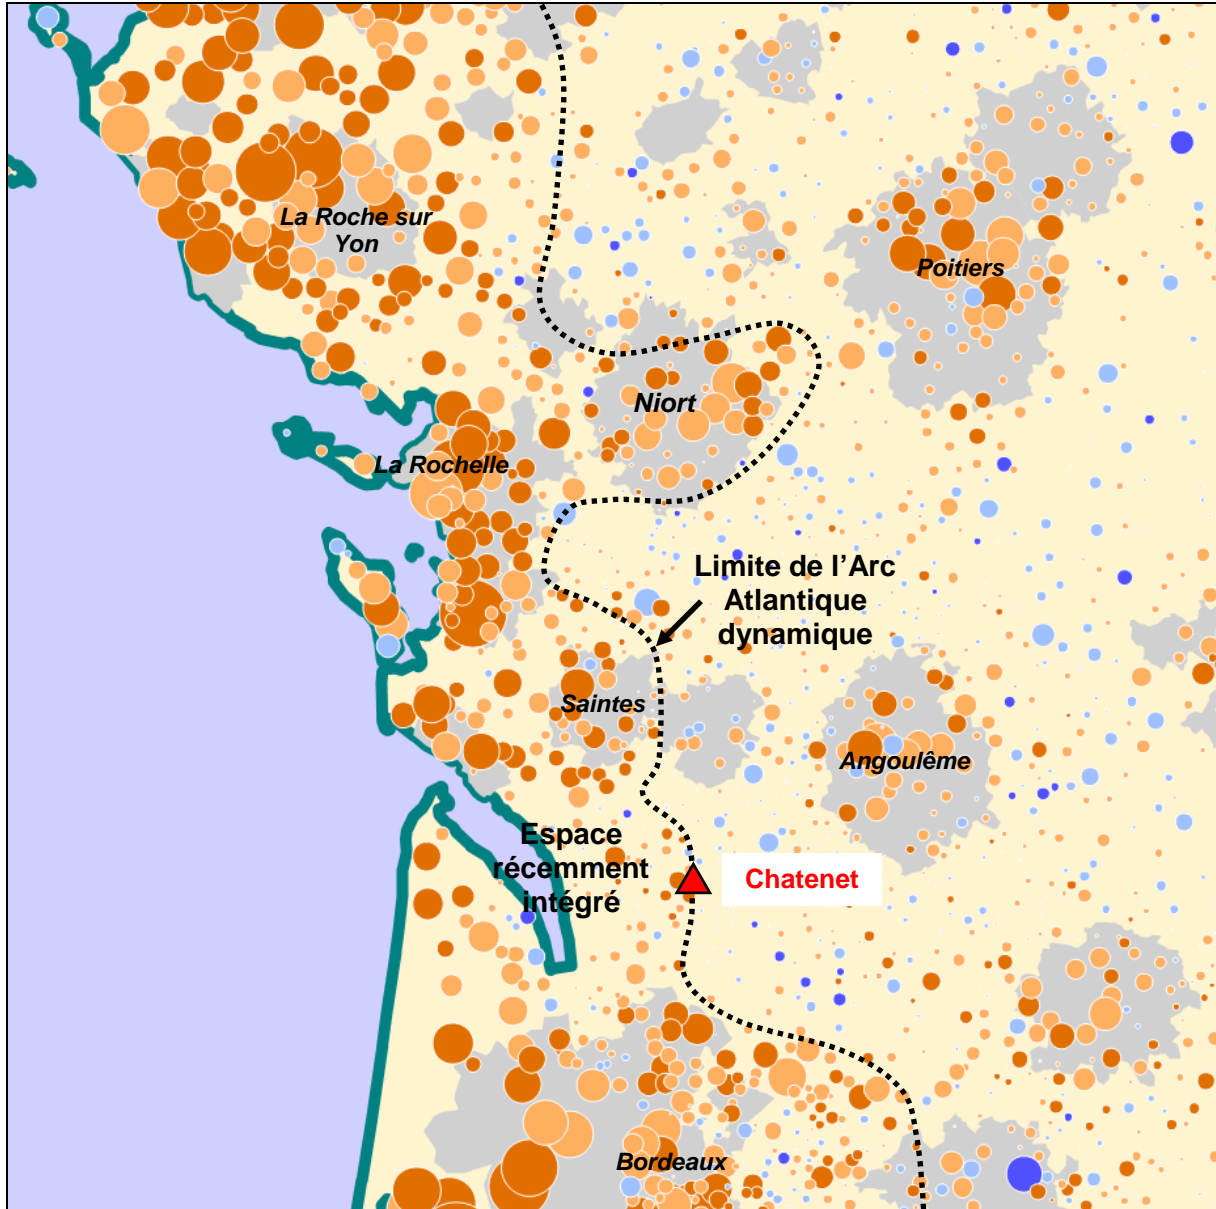 La Roche sur
Yon
Poitiers
Niort
La Rochelle
Limite de l'Arc
Atlantique
dynamique
Saintes
Angoulême
Espace
récemment
intégré
Chatenet
Bordeaux